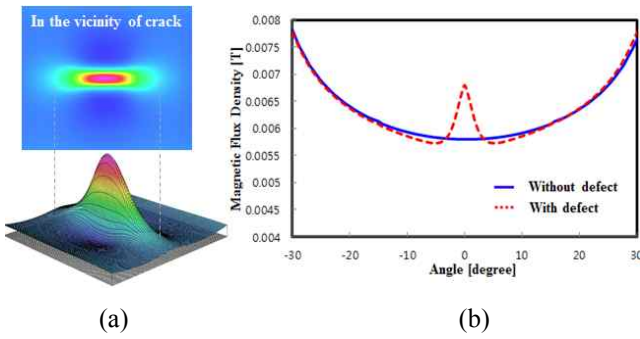 In the vicinity of crack
(a)
Magnetic Flux Density [T]
0.008
0.0075
0.007
0.0065
0.006
0.0055
0.005
0.0045
0.004
Without defect
With defect
-30
-20
-10
0
10
20
30
Angle [degree]
(b)